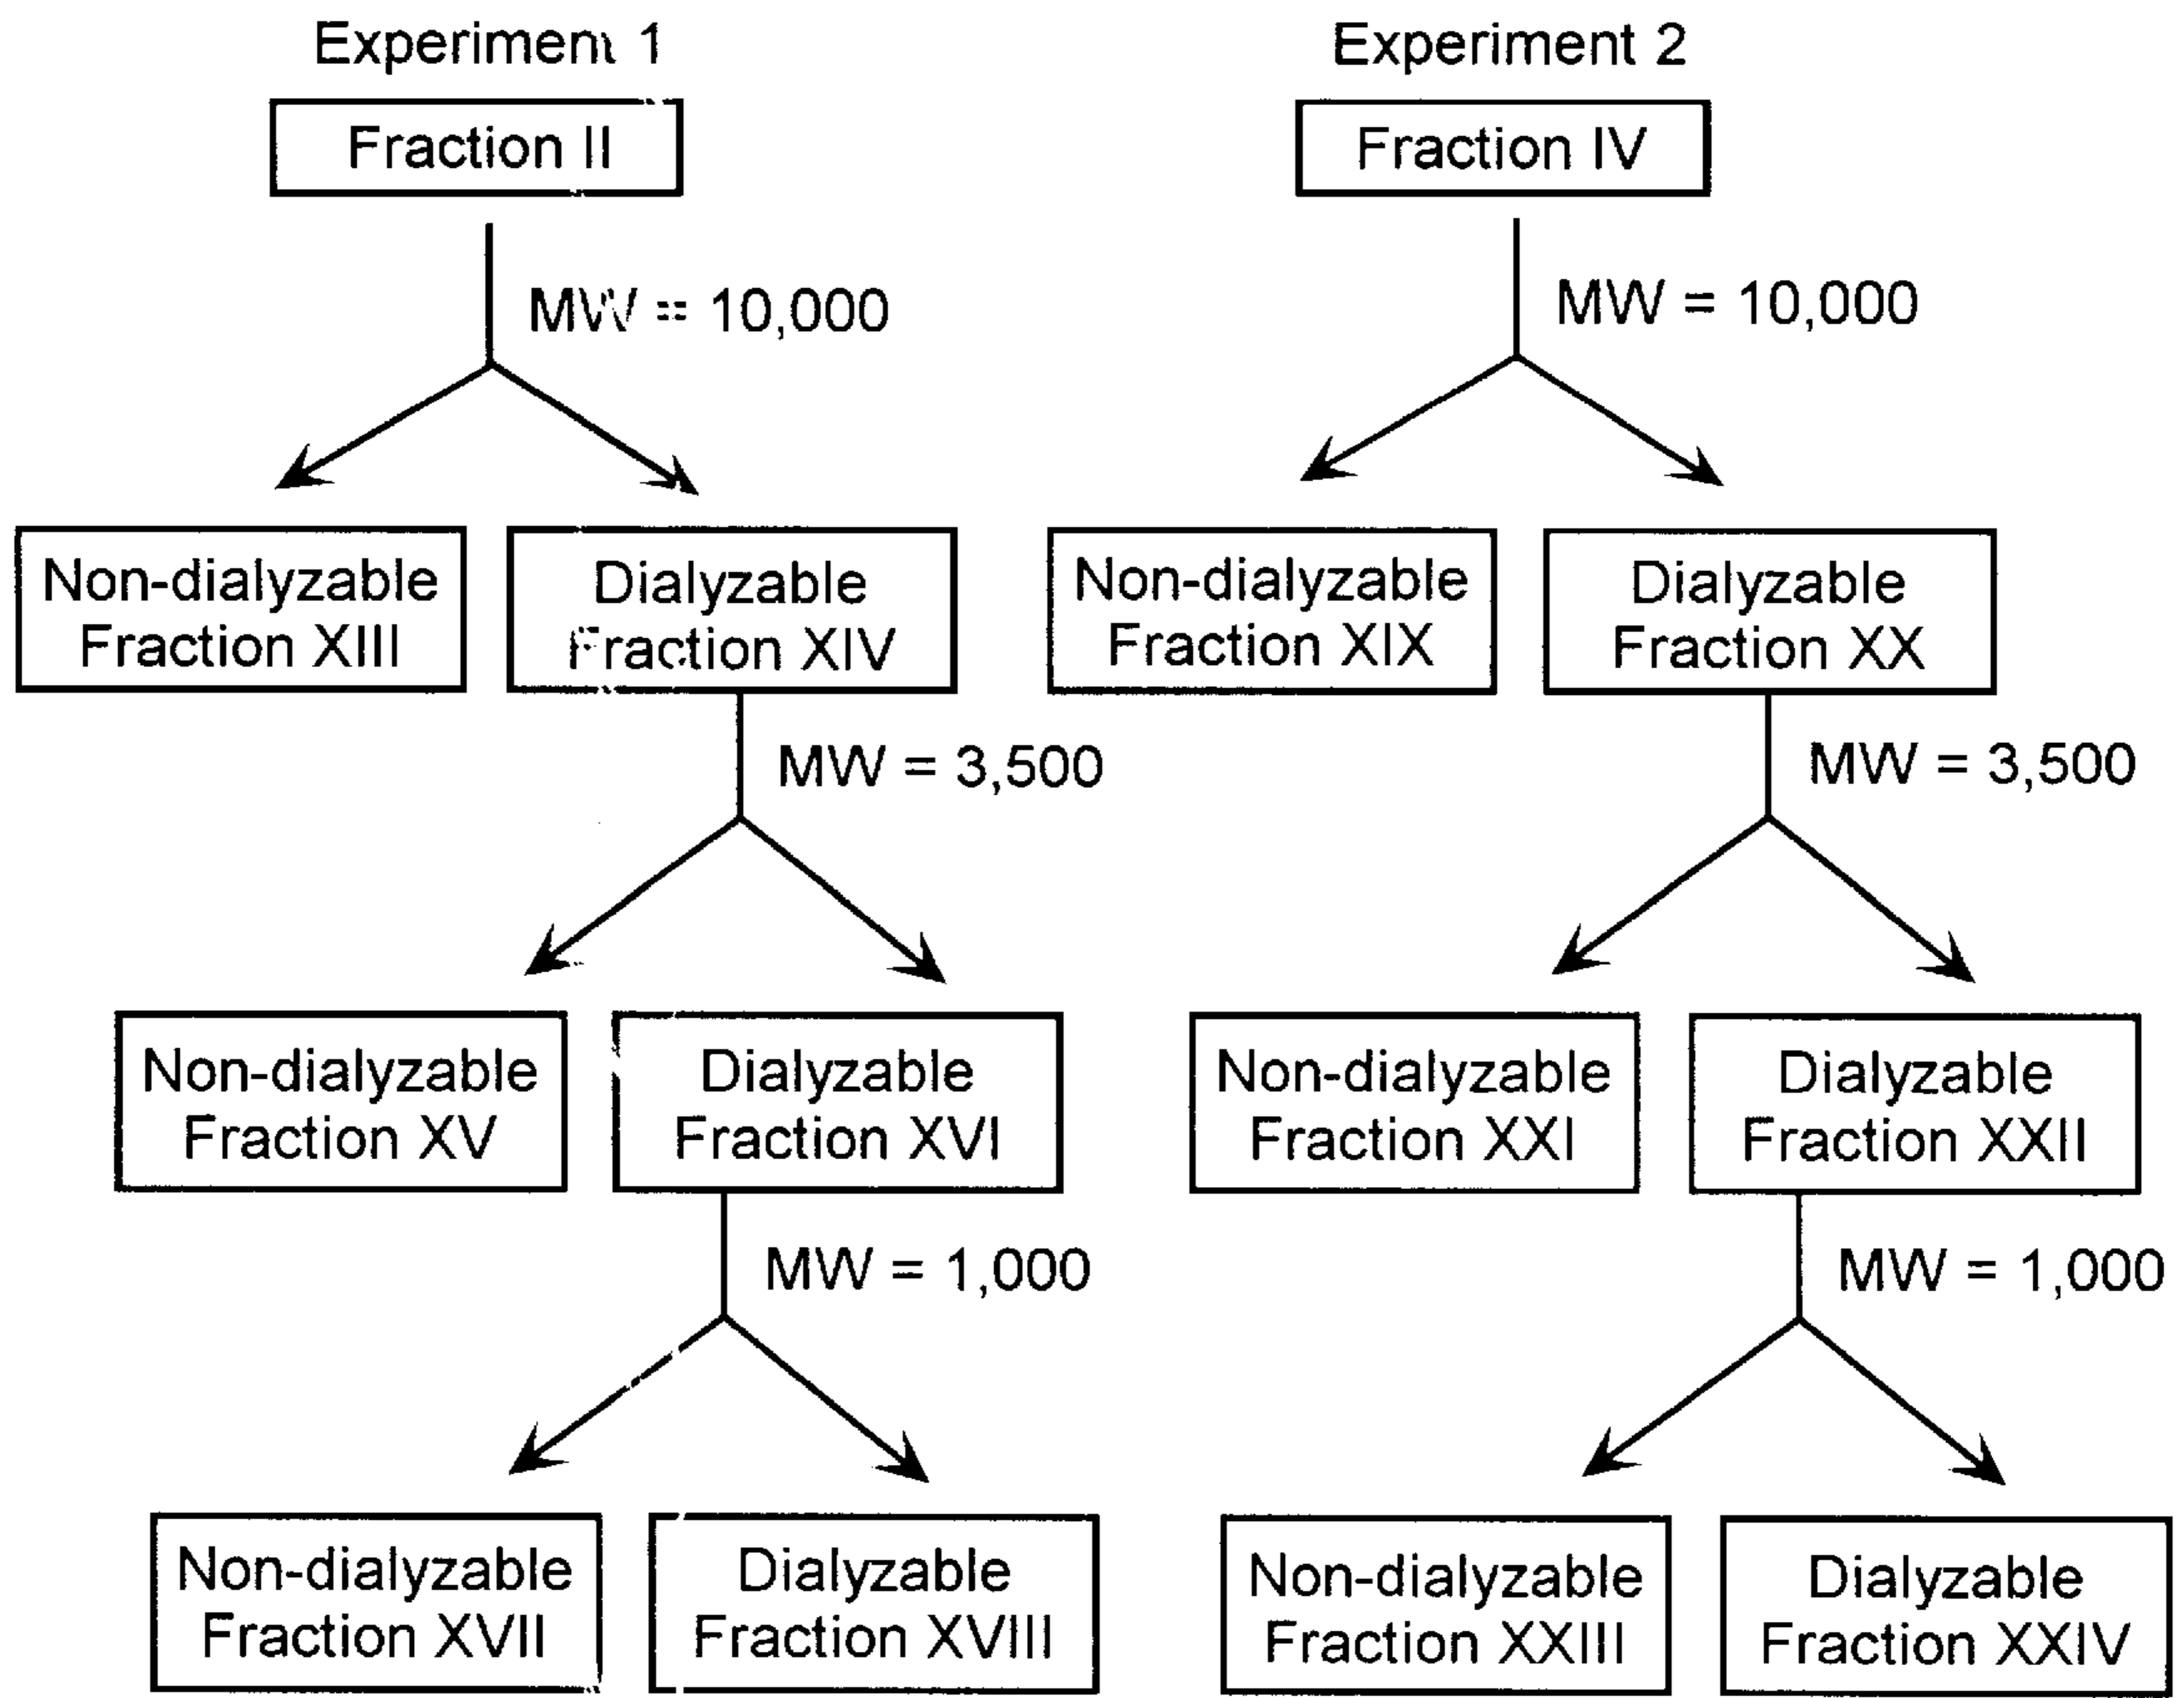 Experiment 1
Fraction II
MW = 10,000
Non-dialyzable
Fraction XIII
Dialyzable
Fraction XIV
MW = 3,500
Non-dialyzable
Fraction XV
Dialyzable
Fraction XVI
MW = 1,000
Non-dialyzable
Fraction XVII
Dialyzable
Fraction XVIII
Experiment 2
Fraction IV
MW = 10,000
Non-dialyzable
Fraction XIX
Dialyzable
Fraction XX
MW = 3,500
Non-dialyzable
Fraction XXI
Dialyzable
Fraction XXII
MW = 1,000
Non-dialyzable
Fraction XXIII
Dialyzable
Fraction XXIV